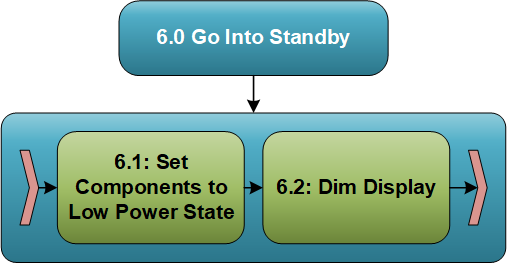 6.0 Go Into Standby
6.1: Set
Components to
Low Power State
6.2: Dim Display